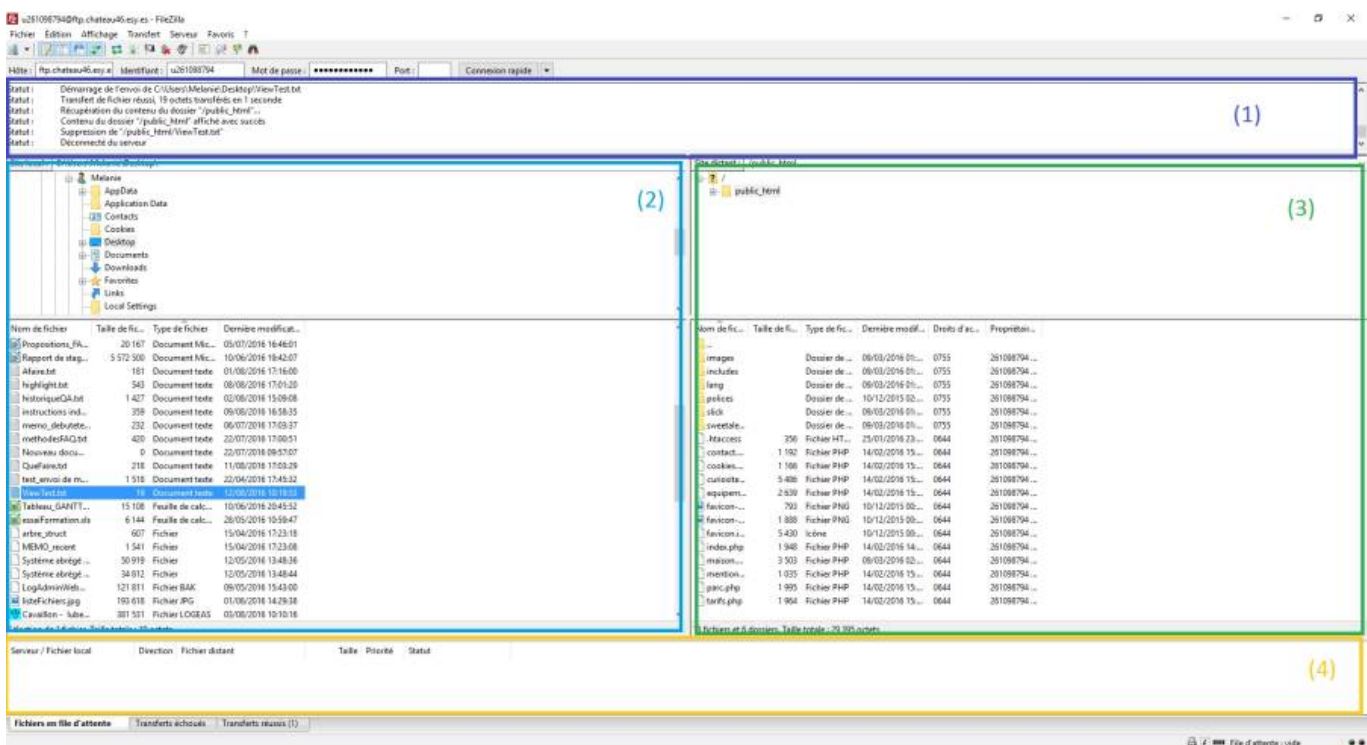 u261098794@ftp.chateau46.esy.es - FileZilla
Fichier Édition Affichage Transfert Serveur Favoris ?
Hôte : ftp.chateau46.esy.e Identifiant : u261098794 Mot de passe : •••••••••••• Port : Connexion rapide
Statut : Démarrage de l'envoi de C:\Users\Melanie\Desktop\ViewTest.txt
Statut : Transfert de fichier réussi, 19 octets transférés en 1 seconde
Statut : Récupération du contenu du dossier "/public_html"...
Statut : Contenu du dossier "/public_html" affiché avec succès
Statut : Suppression de "/public_html/ViewTest.txt"
Statut : Déconnecté du serveur
(1)
Site distant : /public_html
Melanie
AppData
Application Data
Contacts
Cookies
Desktop
Documents
Downloads
Favorites
Links
Local Settings
(2)
/
public_html
(3)
Nom de fichier Taille de fic... Type de fichier Dernière modificat...
Propositions_FA... 20 167 Document Mic... 05/07/2016 16:46:01
Rapport de stag... 5 572 500 Document Mic... 10/06/2016 19:42:07
Afaire.txt 181 Document texte 01/08/2016 17:16:00
highlight.txt 543 Document texte 08/08/2016 17:01:20
historiqueQA.txt 1 427 Document texte 02/08/2016 15:09:08
instructions ind... 359 Document texte 09/08/2016 16:58:35
memo_debutete... 232 Document texte 06/07/2016 17:03:37
methodesFAQ.txt 420 Document texte 22/07/2016 17:00:51
Nouveau docu... 0 Document texte 22/07/2016 09:57:07
QueFaire.txt 218 Document texte 11/08/2016 17:03:29
test_envoi de m... 1 518 Document texte 22/04/2016 17:45:32
ViewTest.txt 19 Document texte 12/08/2016 10:18:53
Tableau_GANTT... 15 108 Feuille de calc... 10/06/2016 20:45:52
essaiFormation.xls 6 144 Feuille de calc... 28/05/2016 10:59:47
arbre_struct 607 Fichier 15/04/2016 17:23:18
MEMO_recent 1 541 Fichier 15/04/2016 17:23:08
Système abrégé ... 50 919 Fichier 12/05/2016 13:48:36
Système abrégé ... 34 812 Fichier 12/05/2016 13:48:44
LogAdminWeb... 121 811 Fichier BAK 09/05/2016 15:43:00
listeFichiers.jpg 193 618 Fichier JPG 01/06/2016 14:29:38
Cavaillon - lube... 381 531 Fichier LOGEAS 03/08/2016 10:10:16
Nom de fic... Taille de fi... Type de fic... Dernière modif... Droits d'ac... Propriétair...
..
images Dossier de ... 09/03/2016 01:... 0755 261098794 ...
includes Dossier de ... 09/03/2016 01:... 0755 261098794 ...
lang Dossier de ... 09/03/2016 01:... 0755 261098794 ...
polices Dossier de ... 10/12/2015 02:... 0755 261098794 ...
slick Dossier de ... 09/03/2016 01:... 0755 261098794 ...
sweetale... Dossier de ... 09/03/2016 01:... 0755 261098794 ...
.htaccess 356 Fichier HT... 25/01/2016 23:... 0644 261098794 ...
contact.... 1 192 Fichier PHP 14/02/2016 15:... 0644 261098794 ...
cookies.... 1 166 Fichier PHP 14/02/2016 15:... 0644 261098794 ...
curiosite... 5 486 Fichier PHP 14/02/2016 15:... 0644 261098794 ...
equipem... 2 639 Fichier PHP 14/02/2016 15:... 0644 261098794 ...
favicon-... 793 Fichier PNG 10/12/2015 00:... 0644 261098794 ...
favicon-... 1 888 Fichier PNG 10/12/2015 00:... 0644 261098794 ...
favicon.i... 5 430 Icône 10/12/2015 00:... 0644 261098794 ...
index.php 1 948 Fichier PHP 14/02/2016 14:... 0644 261098794 ...
maison.... 3 503 Fichier PHP 09/03/2016 02:... 0644 261098794 ...
mention... 1 035 Fichier PHP 14/02/2016 15:... 0644 261098794 ...
parc.php 1 995 Fichier PHP 14/02/2016 15:... 0644 261098794 ...
tarifs.php 1 964 Fichier PHP 14/02/2016 15:... 0644 261098794 ...
fichiers et 6 dossiers. Taille totale : 29 395 octets
Serveur / Fichier local Direction Fichier distant Taille Priorité Statut
(4)
Fichiers en file d'attente Transferts échoués Transferts réussis (1)
File d'attente : vide